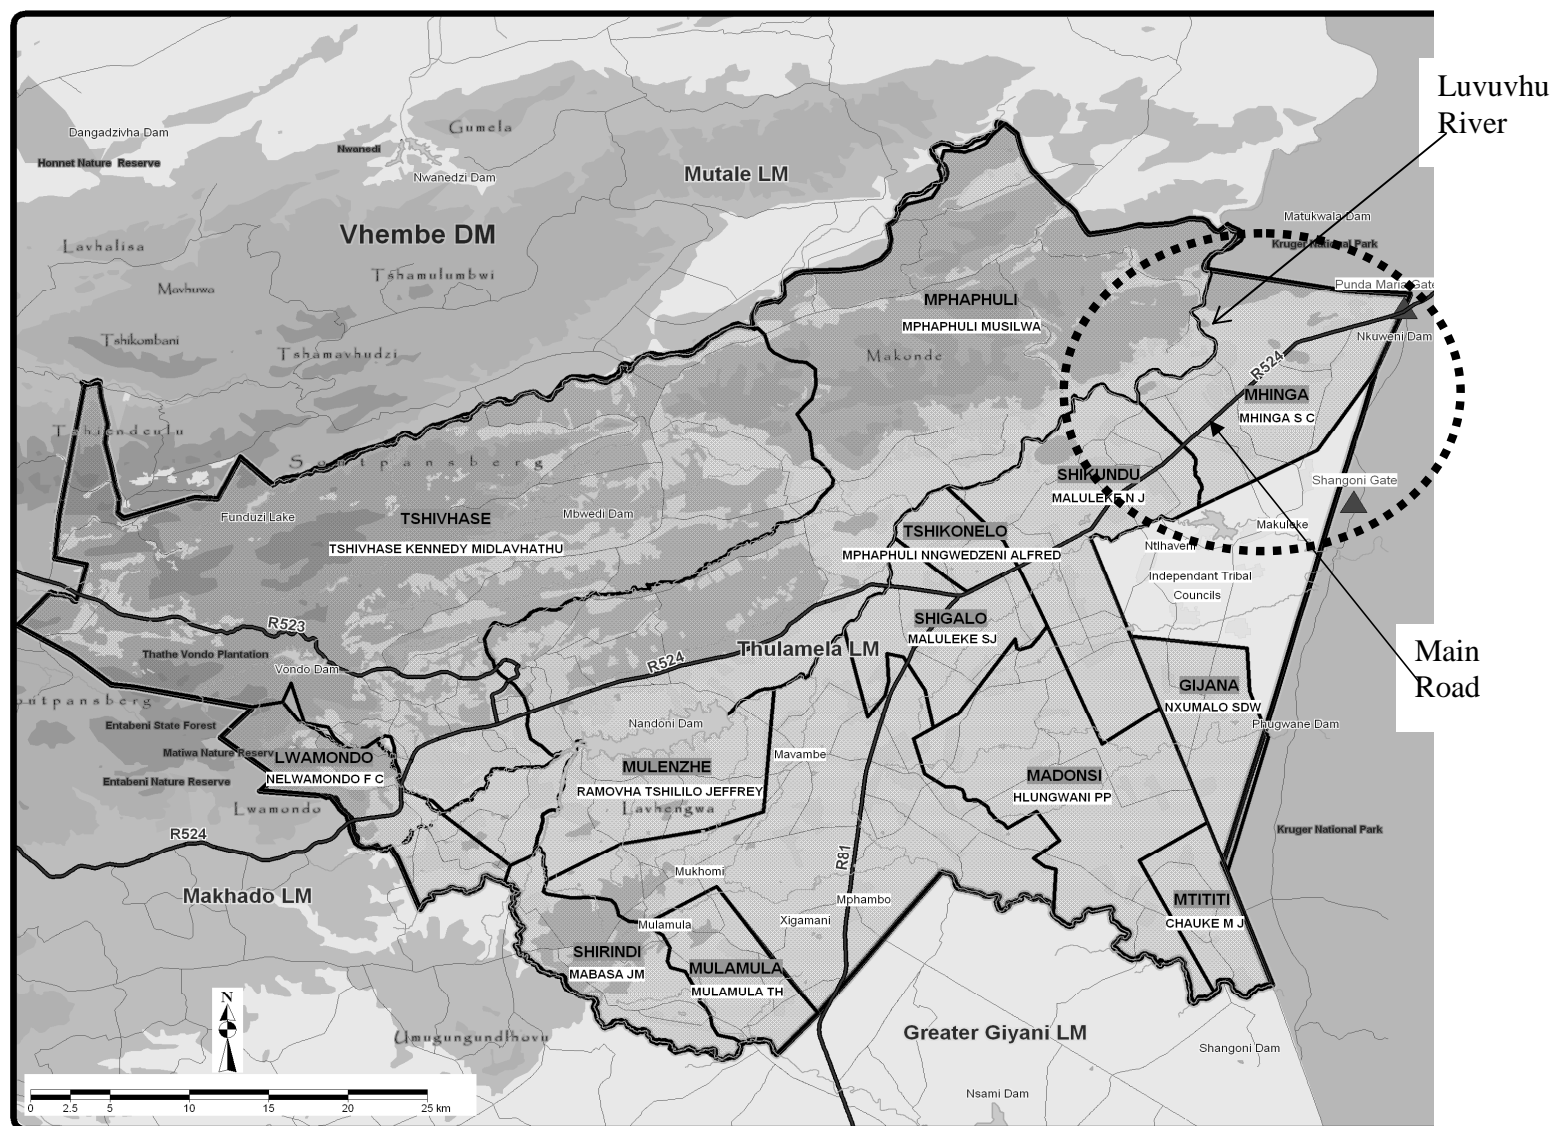 Luvuvhu
River
Dangadzivha Dam
Gumela
Nwanedi
Honnet Nature Reserve
Nwanedzi Dam
Mutale LM
Matukwala Dam
Vhembe DM
Kruger National Park
Lavhalisa
Tshamulumbwi
Mavhuwa
Punda Maria Gate
MPHAPHULI
MPHAPHULI MUSILWA
Nkuweni Dam
Tshikombani
Tshamavhudzi
Makonde
R524
MHINGA
MHINGA S C
Soutpansberg
SHIKUNDU
MALULEKE N J
Shangoni Gate
Funduzi Lake
TSHIVHASE
Mbwedi Dam
TSHIVHASE KENNEDY MIDLAVHATHU
TSHIKONELO
MPHAPHULI NNGWEDZENI ALFRED
Makuleke
Ntlhaveni
Independant Tribal
Councils
R523
SHIGALO
MALULEKE SJ
Thathe Vondo Plantation
Vondo Dam
R524
Thulamela LM
Main
Road
GIJANA
NXUMALO SDW
outpansberg
Entabeni State Forest
Nandoni Dam
Phugwane Dam
Matiwa Nature Reserv
LWAMONDO
NELWAMONDO F C
Entabeni Nature Reserve
Mavambe
MULENZHE
RAMOVHA TSHILILO JEFFREY
MADONSI
HLUNGWANI PP
Lwamondo
Lavhengwa
R524
Kruger National Park
R81
Mukhomi
Makhado LM
Mphambo
MTITITI
CHAUKE M J
Mulamula
Xigamani
SHIRINDI
MABASA JM
MULAMULA
MULAMULA TH
N
Umugungundlhovu
Greater Giyani LM
Shangoni Dam
Nsami Dam
0 2.5 5 10 15 20 25 km